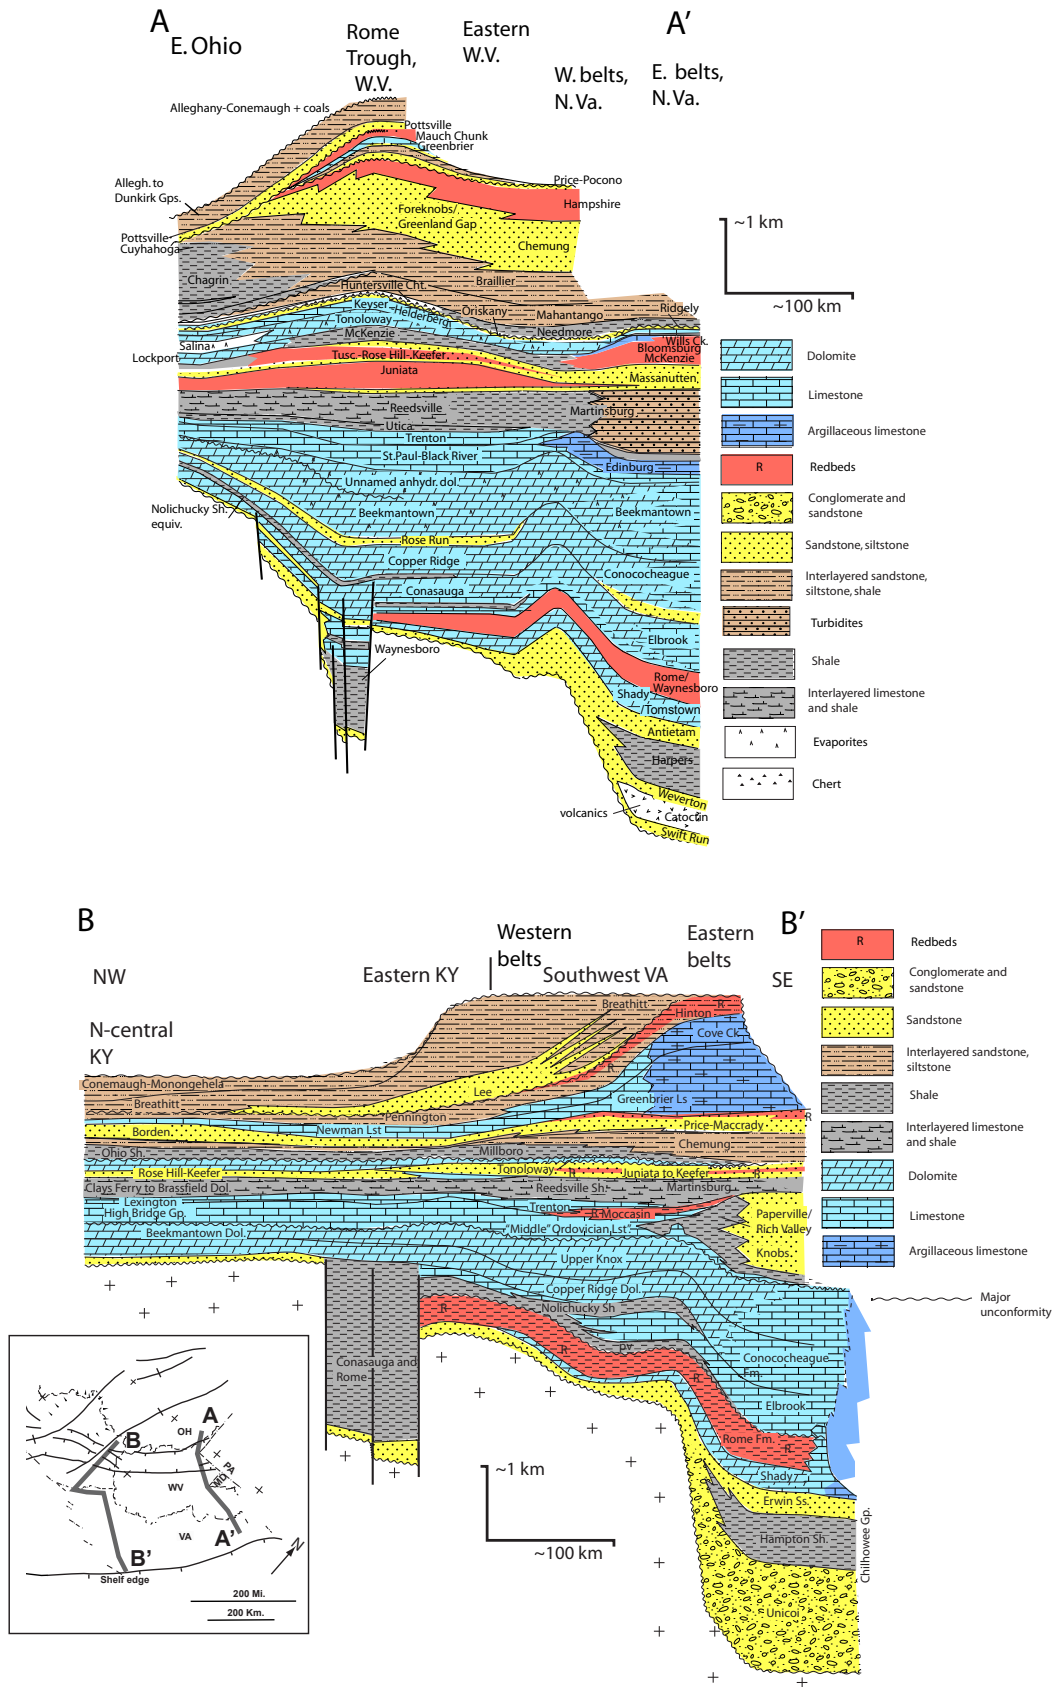 A
A’
E. Ohio
Rome
Trough,
W.V.
Eastern
W.V.
W. belts,
N. Va.
E. belts,
N. Va.
Alleghany-Conemaugh + coals
Pottsville
Mauch Chunk
Greenbrier
Price-Pocono
Hampshire
Allegh. to
Dunkirk Gps.
Foreknobs/
Greenland Gap
Chemung
Pottsville-
Cuyhahoga
Chagrin
Huntersville Cht.
Braillier
Keyser
Helderberg
Oriskany
Mahantango
Ridgely
Tonoloway
Needmore
Salina
McKenzie
Wills Ck.
Bloomsburg
McKenzie
Lockport
Tusc.-Rose Hill-.Keefer
Juniata
Massanutten
Reedsville
Martinsburg
Utica
Trenton
St.Paul-Black River
Edinburg
Unnamed anhydr. dol.
Nolichucky Sh.
equiv.
Beekmantown
Beekmantown
Rose Run
Copper Ridge
Conococheague
Conasauga
Elbrook
Waynesboro
Rome/
Waynesboro
Shady
/Tomstown
Antietam
Harpers
Weverton
volcanics
Catoctin
Swift Run
~1 km
~100 km
Dolomite
Limestone
Argillaceous limestone
R
Redbeds
Conglomerate and
sandstone
Sandstone, siltstone
Interlayered sandstone,
siltstone, shale
Turbidites
Shale
Interlayered limestone
and shale
Evaporites
Chert
B
B’
NW
Eastern KY
Western
belts
Southwest VA
Eastern
belts
SE
N-central
KY
Breathitt
R
Hinton
Cove Ck.
Conemaugh-Monongehela
Breathitt
Lee
R
Greenbrier Ls
Pennington
R
Borden
Newman Lst
Price-Maccrady
Ohio Sh.
Millboro
Chemung
Rose Hill-Keefer
Tonoloway
R
Juniata to Keefer
R
Clays Ferry to Brassfield Dol.
Reedsville Sh.
Martinsburg
Lexington
High Bridge Gp.
Trenton
R Moccasin
Paperville/
Rich Valley
Beekmantown Dol.
“Middle” Ordovician Lst.
Knobs.
Upper Knox
Copper Ridge Dol.
R
Nolichucky Sh
R
pv
Conasauga and
Rome
R
Conococheague
Fm.
Elbrook
Rome Fm.
R
Shady
Erwin Ss.
Hampton Sh.
Unicoi
Chilhowee Gp.
~1 km
~100 km
R
Redbeds
Conglomerate and
sandstone
Sandstone
Interlayered sandstone,
siltstone
Shale
Interlayered limestone
and shale
Dolomite
Limestone
Argillaceous limestone
Major
unconformity
A
B
OH
PA
MD
WV
VA
A'
B'
N
Shelf edge
200 Mi.
200 Km.